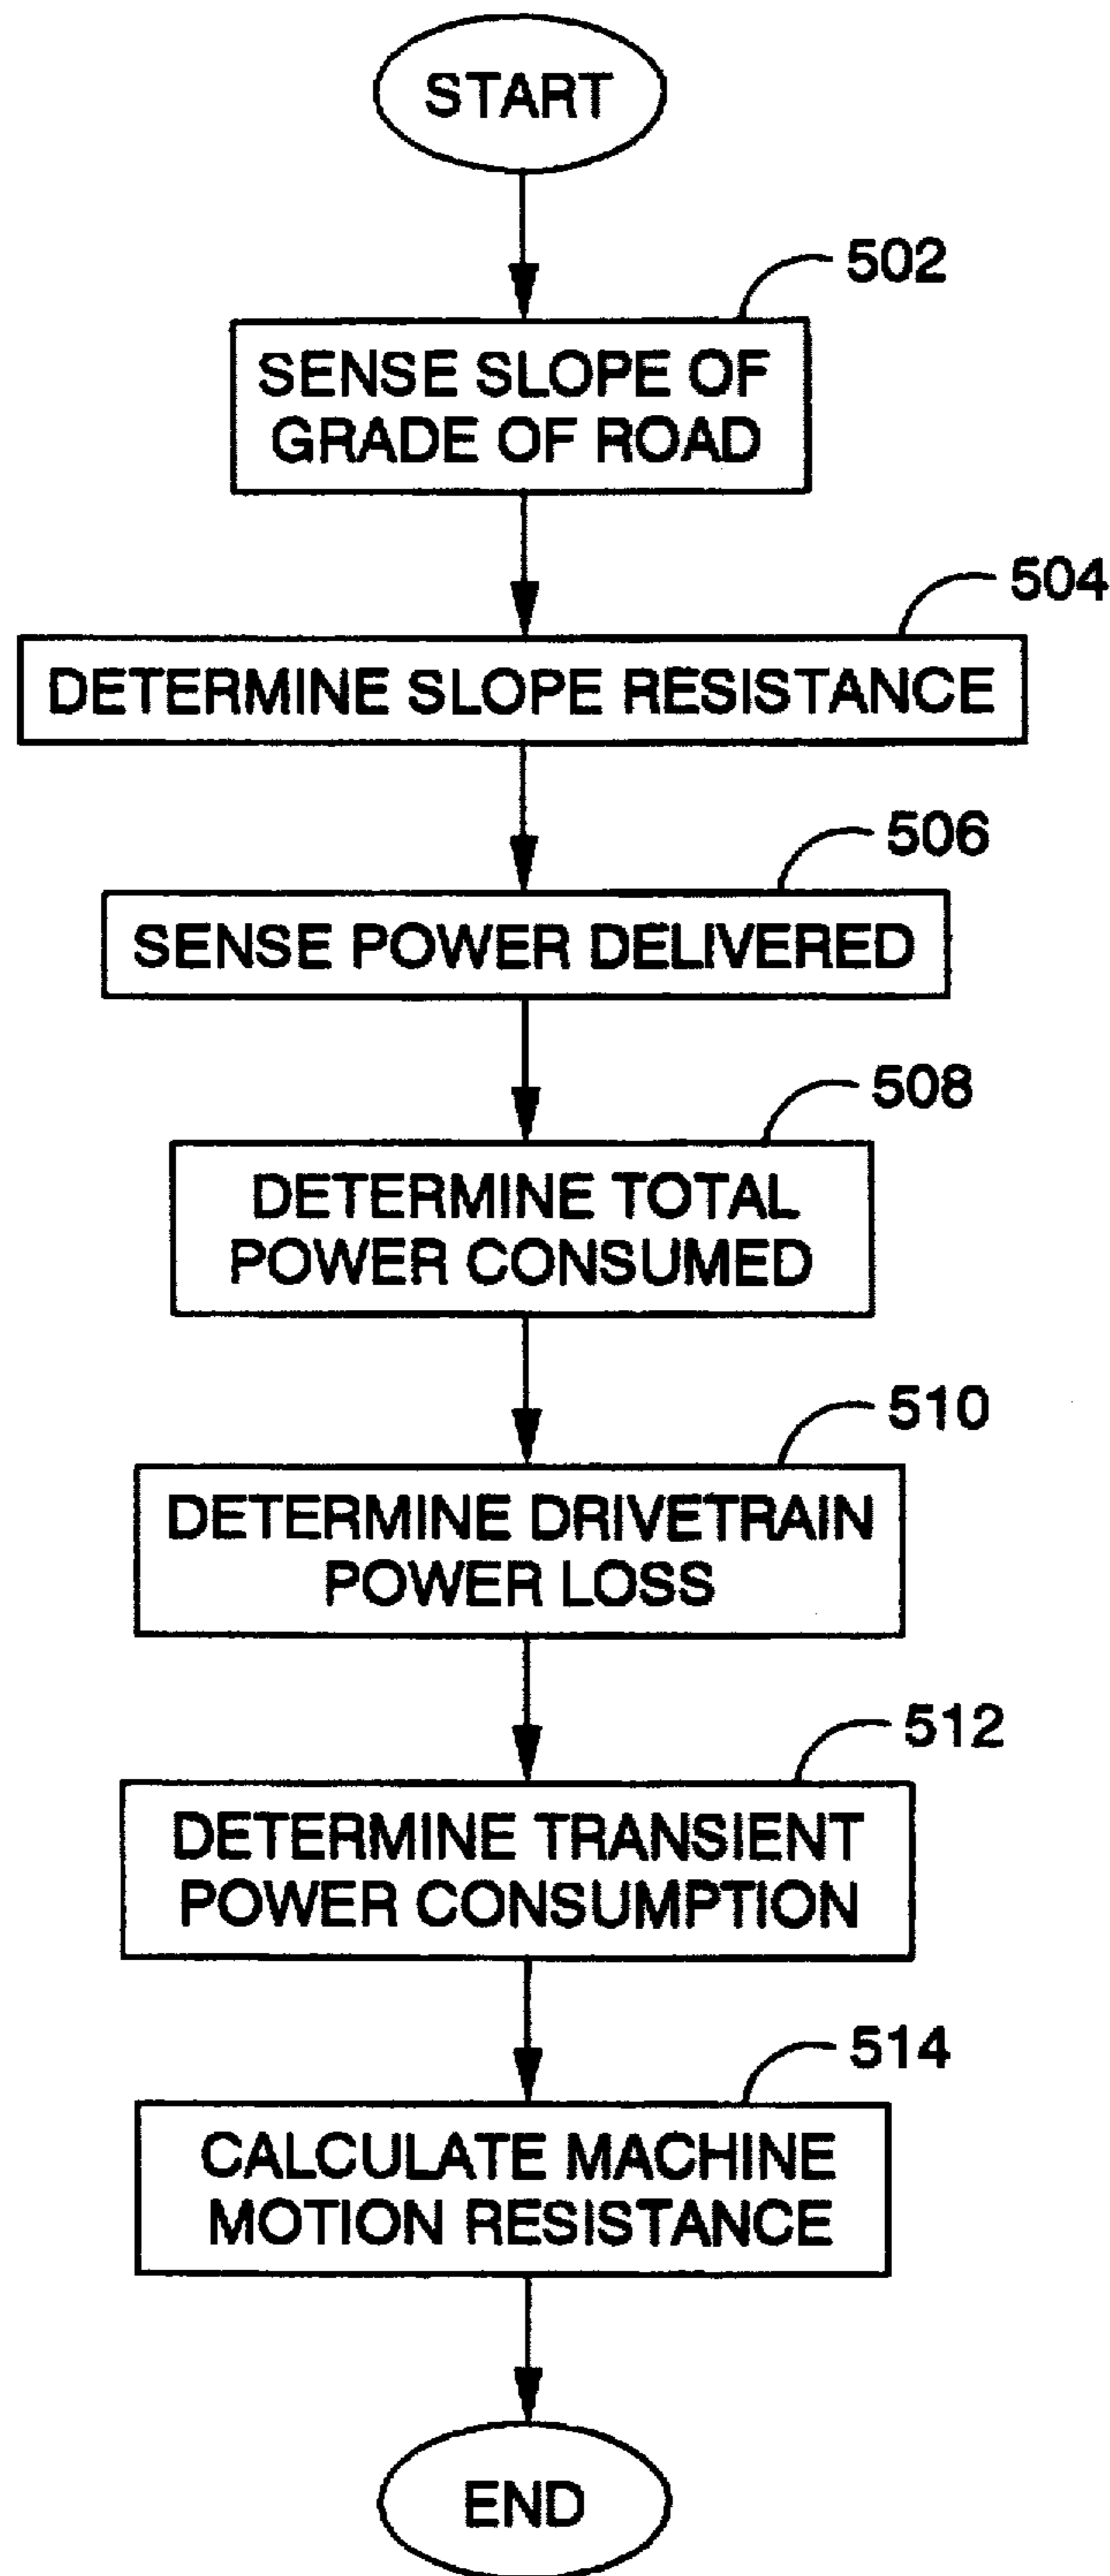 START
502
SENSE SLOPE OF
GRADE OF ROAD
504
DETERMINE SLOPE RESISTANCE
506
SENSE POWER DELIVERED
508
DETERMINE TOTAL
POWER CONSUMED
510
DETERMINE DRIVETRAIN
POWER LOSS
512
DETERMINE TRANSIENT
POWER CONSUMPTION
514
CALCULATE MACHINE
MOTION RESISTANCE
END